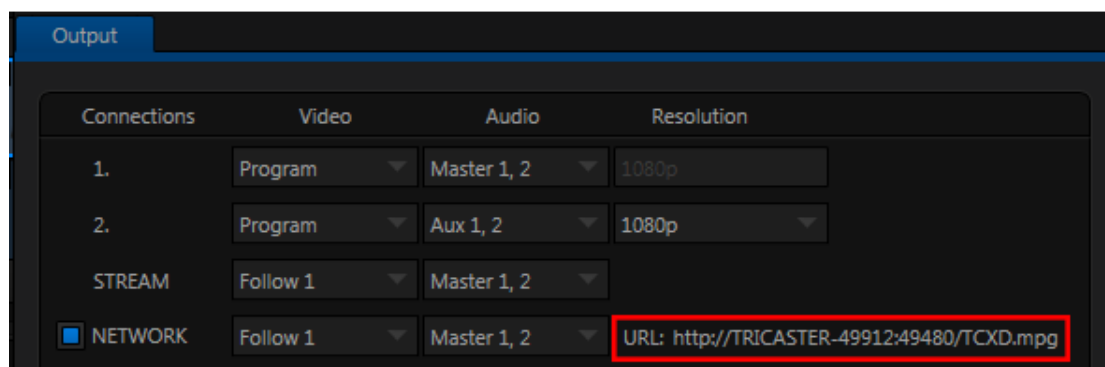 Output
Connections Video Audio Resolution
1. Program Master 1, 2 1080p
2. Program Aux 1, 2 1080p
STREAM Follow 1 Master 1, 2
NETWORK Follow 1 Master 1, 2 URL: http://TRICASTER-49912:49480/TCXD.mpg